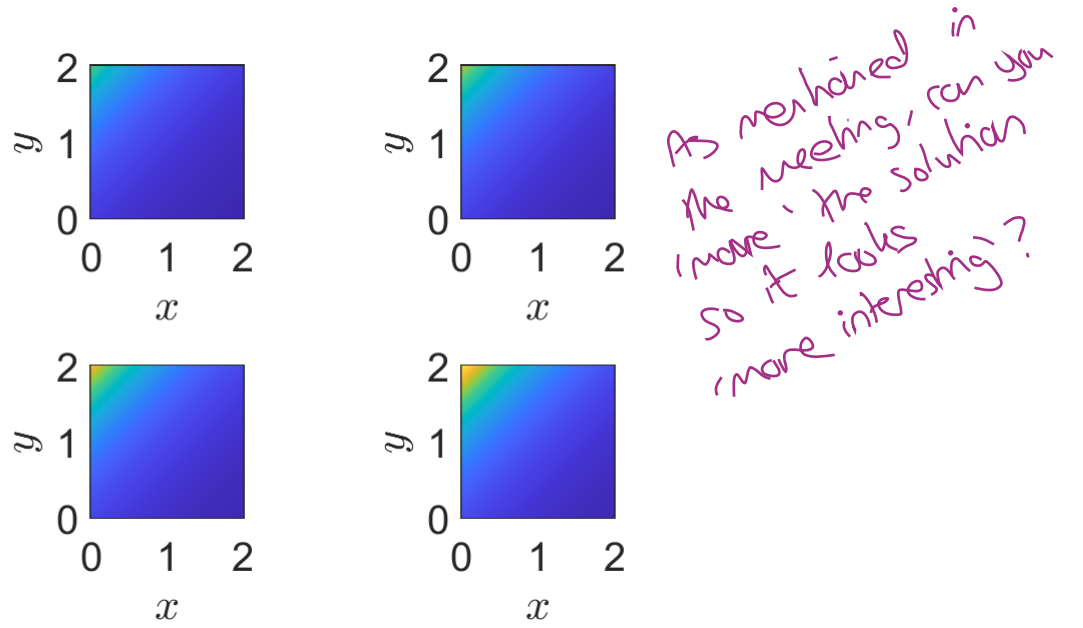 2
1
0
y
0 1 2
x
2
1
0
y
0 1 2
x
As mentioned in
the meeting, can you
'move' the solution
so it looks
'more interesting'?
2
1
0
y
0 1 2
x
2
1
0
y
0 1 2
x